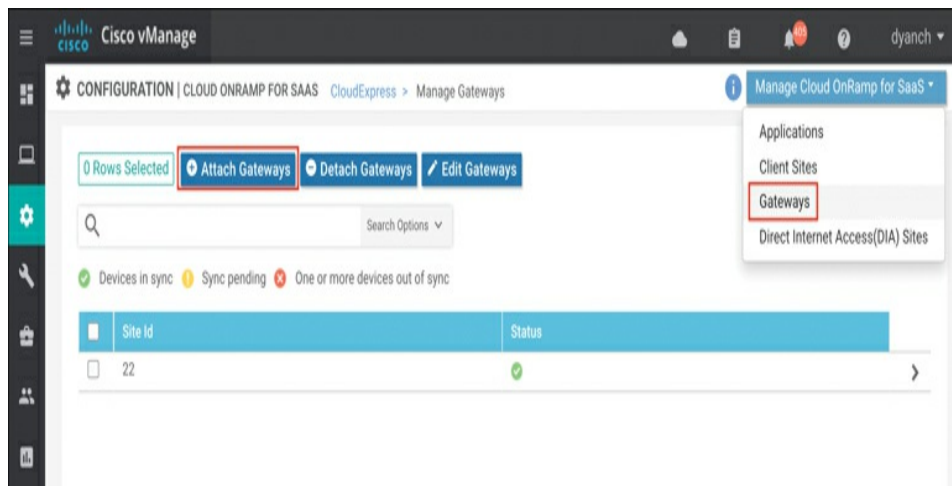 CISCO Cisco vManage 405 dyanch
CONFIGURATION | CLOUD ONRAMP FOR SAAS CloudExpress > Manage Gateways Manage Cloud OnRamp for SaaS
Applications
Client Sites
Gateways
Direct Internet Access(DIA) Sites
0 Rows Selected Attach Gateways Detach Gateways Edit Gateways
Search Options
Devices in sync Sync pending One or more devices out of sync
Site Id Status
22